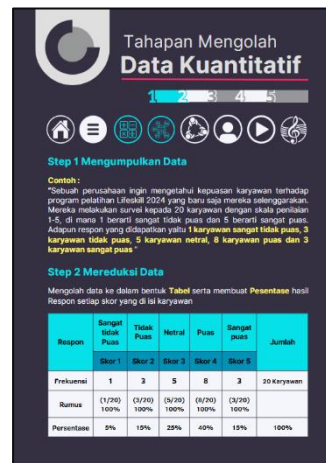 Tahapan Mengolah
Data Kuantitatif
1 2 3 4 5
Step 1 Mengumpulkan Data
Contoh :
"Sebuah perusahaan ingin mengetahui kepuasan karyawan terhadap
program pelatihan Lifeskill 2024 yang baru saja mereka selenggarakan.
Mereka melakukan survei kepada 20 karyawan dengan skala penilaian
1-5, di mana 1 berarti sangat tidak puas dan 5 berarti sangat puas.
Adapun respon yang didapatkan yaitu 1 karyawan sangat tidak puas, 3
karyawan tidak puas, 5 karyawan netral, 8 karyawan puas dan 3
karyawan sangat puas "
Step 2 Mereduksi Data
Mengolah data ke dalam bentuk Tabel serta membuat Pesentase hasil
Respon setiap skor yang di isi karyawan
Respon Sangat tidak Puas Tidak Puas Netral Puas Sangat puas Jumlah
Skor 1 Skor 2 Skor 3 Skor 4 Skor 5
Frekuensi 1 3 5 8 3 20 Karyawan
Rumus (1/20) 100% (3/20) 100% (5/20) 100% (8/20) 100% (3/20) 100%
Persentase 5% 15% 25% 40% 15% 100%